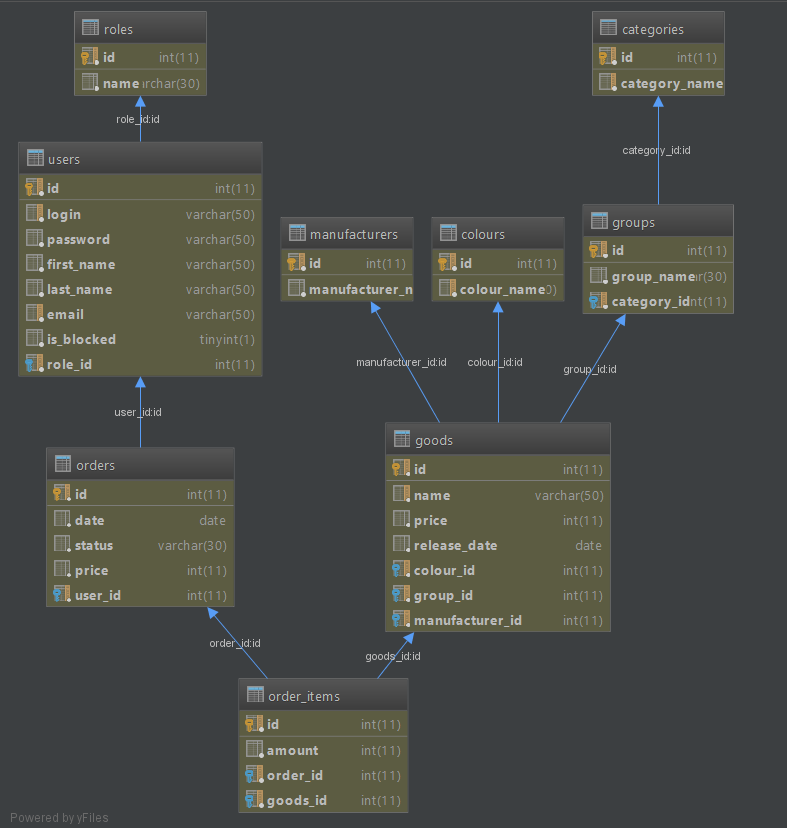 roles
id int(11)
name rchar(30)
role_id:id
users
id int(11)
login varchar(50)
password varchar(50)
first_name varchar(50)
last_name varchar(50)
email varchar(50)
is_blocked tinyint(1)
role_id int(11)
user_id:id
orders
id int(11)
date date
status varchar(30)
price int(11)
user_id int(11)
order_id:id
categories
id int(11)
category_name
category_id:id
groups
id int(11)
group_name r(30)
category_id nt(11)
group_id:id
manufacturers
id int(11)
manufacturer_n
manufacturer_id:id
colours
id int(11)
colour_name 0)
colour_id:id
goods
id int(11)
name varchar(50)
price int(11)
release_date date
colour_id int(11)
group_id int(11)
manufacturer_id int(11)
goods_id:id
order_items
id int(11)
amount int(11)
order_id int(11)
goods_id int(11)
Powered by yFiles